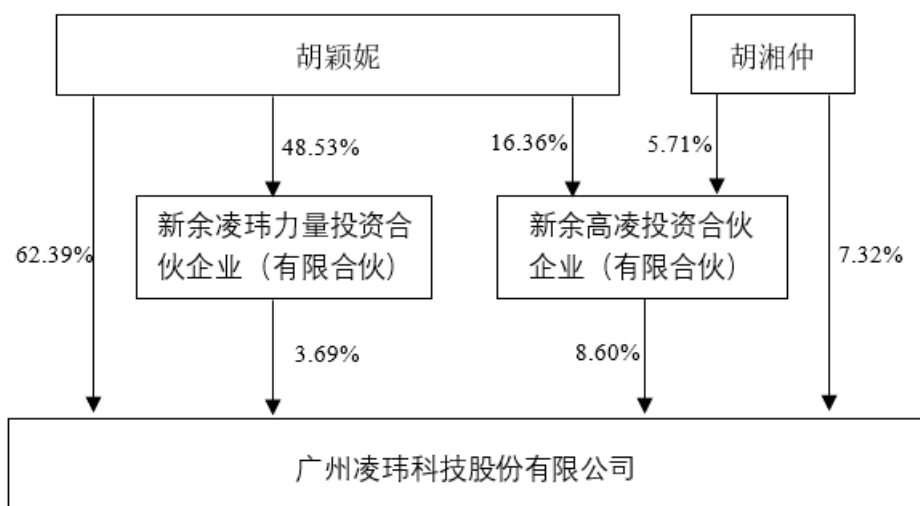 胡颖妮
胡湘仲
48.53%
16.36%
5.71%
新余凌玮力量投资合
伙企业（有限合伙）
新余高凌投资合伙
企业（有限合伙）
62.39%
7.32%
3.69%
8.60%
广州凌玮科技股份有限公司